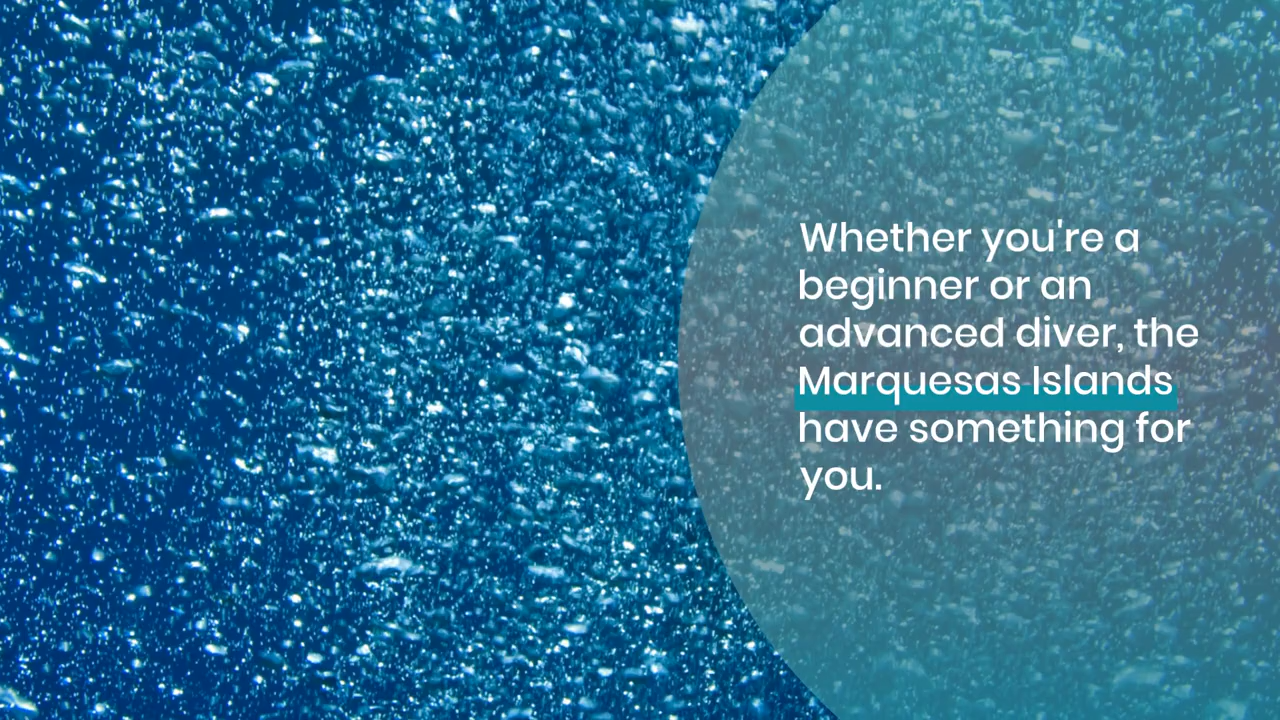 Whether you're a
beginner or an
advanced diver, the
Marquesas Islands
have something for
you.